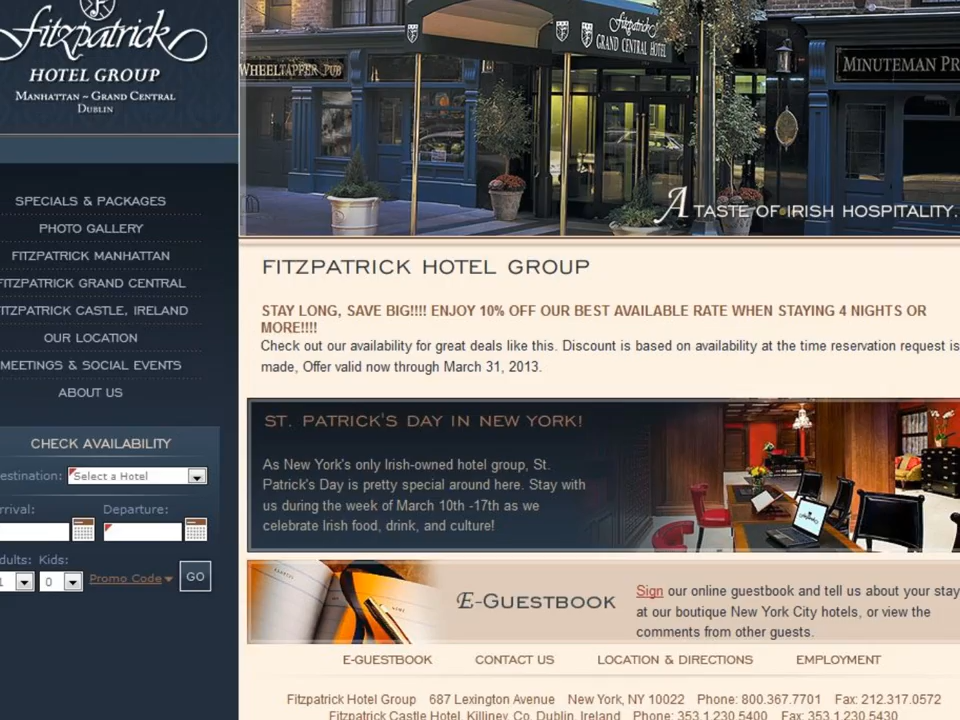 Fitzpatrick
HOTEL GROUP
MANHATTAN ~ GRAND CENTRAL
DUBLIN
SPECIALS & PACKAGES
PHOTO GALLERY
FITZPATRICK MANHATTAN
FITZPATRICK GRAND CENTRAL
ITZPATRICK CASTLE, IRELAND
OUR LOCATION
MEETINGS & SOCIAL EVENTS
ABOUT US
CHECK AVAILABILITY
estination: Select a Hotel
rrival: Departure:
dults: Kids:
1 0 Promo Code GO
WHEELTAPPER PUB
Fitzpatrick
GRAND CENTRAL HOTEL
MINUTEMAN PR
A TASTE OF IRISH HOSPITALITY.
FITZPATRICK HOTEL GROUP
STAY LONG, SAVE BIG!!!! ENJOY 10% OFF OUR BEST AVAILABLE RATE WHEN STAYING 4 NIGHTS OR
MORE!!!!
Check out our availability for great deals like this. Discount is based on availability at the time reservation request is
made, Offer valid now through March 31, 2013.
ST. PATRICK'S DAY IN NEW YORK!
As New York's only Irish-owned hotel group, St.
Patrick's Day is pretty special around here. Stay with
us during the week of March 10th -17th as we
celebrate Irish food, drink, and culture!
E-GUESTBOOK
Sign our online guestbook and tell us about your stay
at our boutique New York City hotels, or view the
comments from other guests.
E-GUESTBOOK CONTACT US LOCATION & DIRECTIONS EMPLOYMENT
Fitzpatrick Hotel Group 687 Lexington Avenue New York, NY 10022 Phone: 800.367.7701 Fax: 212.317.0572
Fitzpatrick Castle Hotel, Killiney, Co. Dublin, Ireland Phone: 353.1.230.5400 Fax: 353.1.230.5430